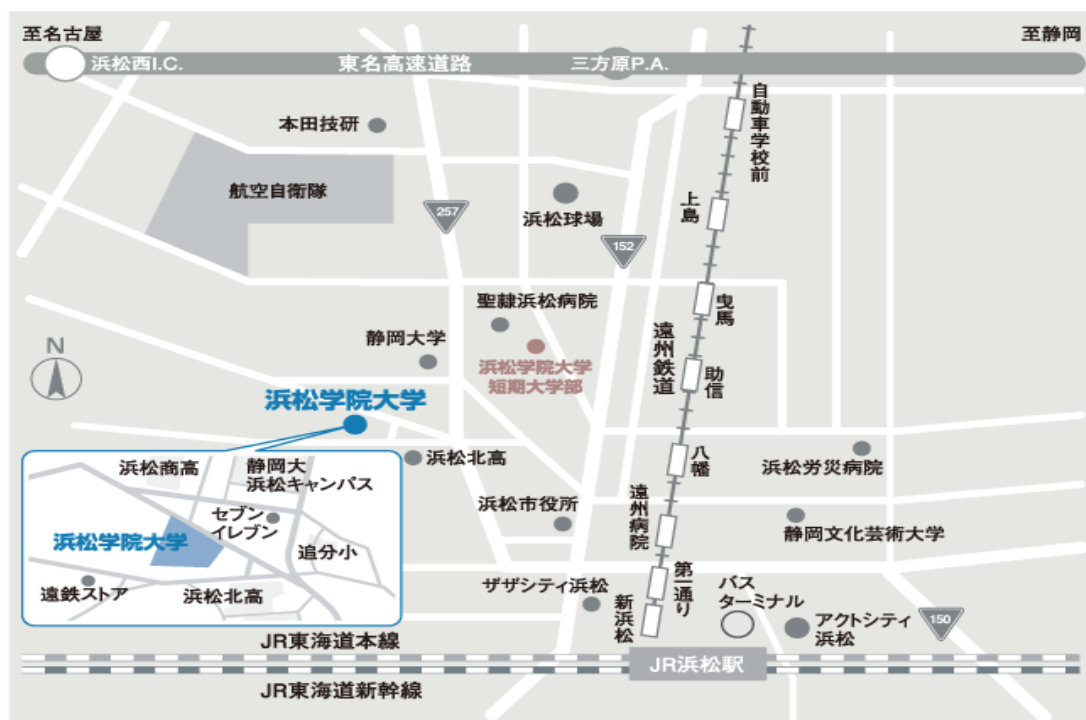 至名古屋
至静岡
浜松西I.C.
東名高速道路
三方原P.A.
自動車学校前
本田技研
航空自衛隊
257
浜松球場
上島
152
曳馬
聖隷浜松病院
静岡大学
浜松学院大学
短期大学部
遠州鉄道
助信
N
浜松学院大学
浜松北高
八幡
浜松労災病院
浜松市役所
遠州病院
静岡文化芸術大学
浜松商高
静岡大
浜松キャンパス
セブン
イレブン
浜松学院大学
追分小
遠鉄ストア
浜松北高
ザザシティ浜松
第一通り
新浜松
バス
ターミナル
アクトシティ
浜松
150
JR東海道本線
JR浜松駅
JR東海道新幹線